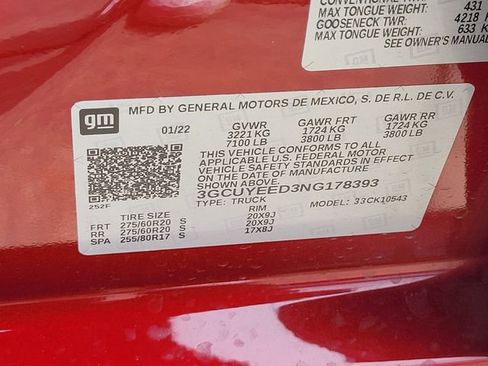 CONVENTIONAL TWR:
MAX TONGUE WEIGHT: 431
GOOSENECK TWR: 4218 K
MAX TONGUE WEIGHT: 633 K
SEE OWNER'S MANUAL
gm
MFD BY GENERAL MOTORS DE MEXICO, S. DE R.L. DE C.V.
01/22 GVWR GAWR FRT GAWR RR
3221 KG 1724 KG 1724 KG
7100 LB 3800 LB 3800 LB
THIS VEHICLE CONFORMS TO ALL
APPLICABLE U.S. FEDERAL MOTOR
VEHICLE SAFETY STANDARDS IN EFFECT
ON THE DATE OF MANUFACTURE
SHOWN ABOVE.
3GCUYEED3NG178393
252F
TYPE: TRUCK MODEL: 33CK10543
TIRE SIZE RIM
FRT 275/60R20 S 20X9J
RR 275/60R20 S 20X9J
SPA 255/80R17 S 17X8J